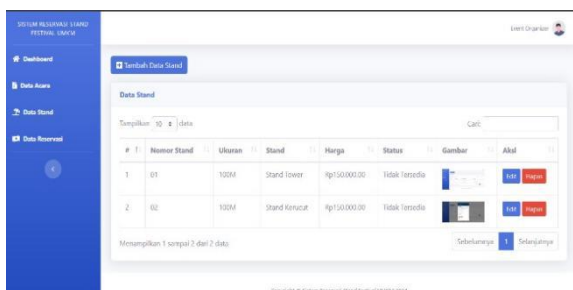 SISTEM RESERVASI STAND
FESTIVAL UMKM
Event Organizer
Dashboard
Data Acara
Data Stand
Data Reservasi
Tambah Data Stand
Data Stand
Tampilkan 10 data
Cari:
# Nomor Stand Ukuran Stand Harga Status Gambar Aksi
1 01 100M Stand Tower Rp150.000.00 Tidak Tersedia Edit Hapus
2 02 100M Stand Kerucut Rp150.000.00 Tidak Tersedia Edit Hapus
Menampilkan 1 sampai 2 dari 2 data
Sebelumnya 1 Selanjutnya